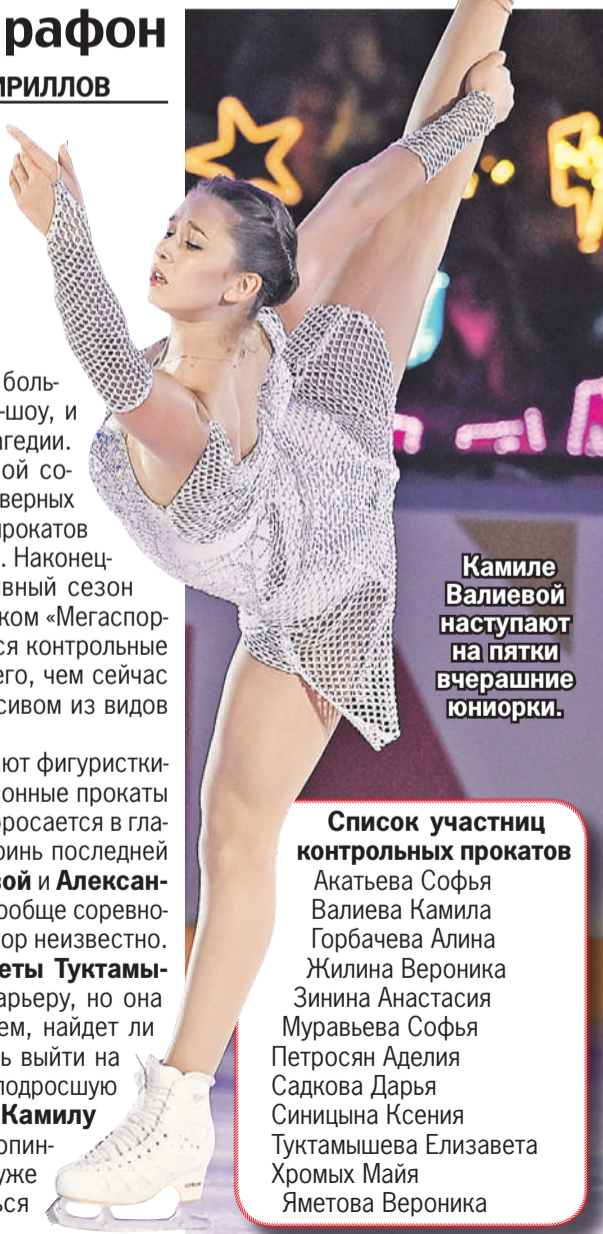 рафон
ИРИЛЛОВ
боль-
-шоу, и
агедии.
ой со-
верных
прокатов
. Наконец-
вный сезон
ком «Мегаспор-
ся контрольные
его, чем сейчас
сивом из видов
ют фигуристки-
онные прокаты
росается в гла-
оинь последней
вой и Алексан-
ообще соревно-
ор неизвестно.
еты Туктамы-
арьеру, но она
ем, найдет ли
ь выйти на
подросшую
Камилу
опин-
уже
ься
Камиле
Валиевой
наступают
на пятки
вчерашние
юниорки.
Список участниц
контрольных прокатов
Акатьева Софья
Валиева Камила
Горбачева Алина
Жилина Вероника
Зинина Анастасия
Муравьева Софья
Петросян Аделия
Садкова Дарья
Синицына Ксения
Туктамышева Елизавета
Хромых Майя
Яметова Вероника